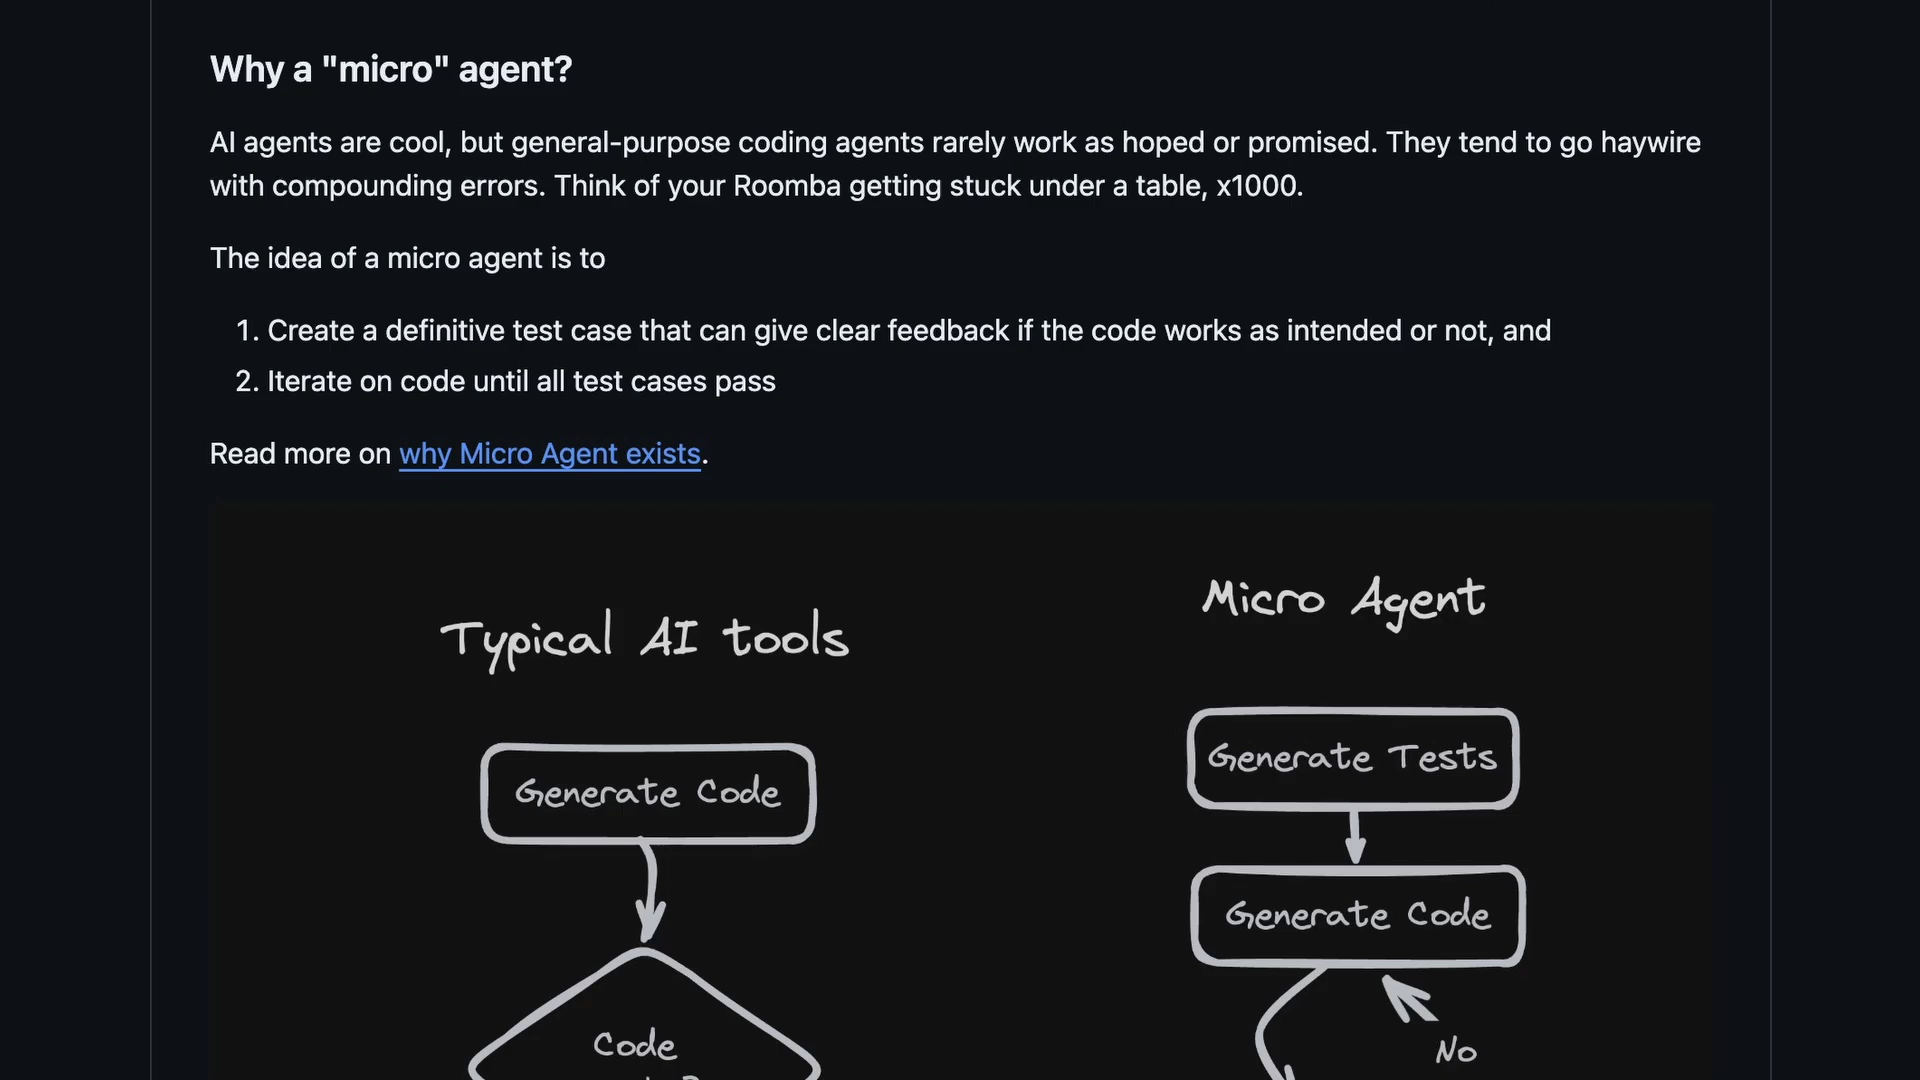 Why a "micro" agent?
AI agents are cool, but general-purpose coding agents rarely work as hoped or promised. They tend to go haywire
with compounding errors. Think of your Roomba getting stuck under a table, x1000.
The idea of a micro agent is to
1. Create a definitive test case that can give clear feedback if the code works as intended or not, and
2. Iterate on code until all test cases pass
Read more on why Micro Agent exists.
Typical AI tools
Generate Code
Code
Micro Agent
Generate Tests
Generate Code
No